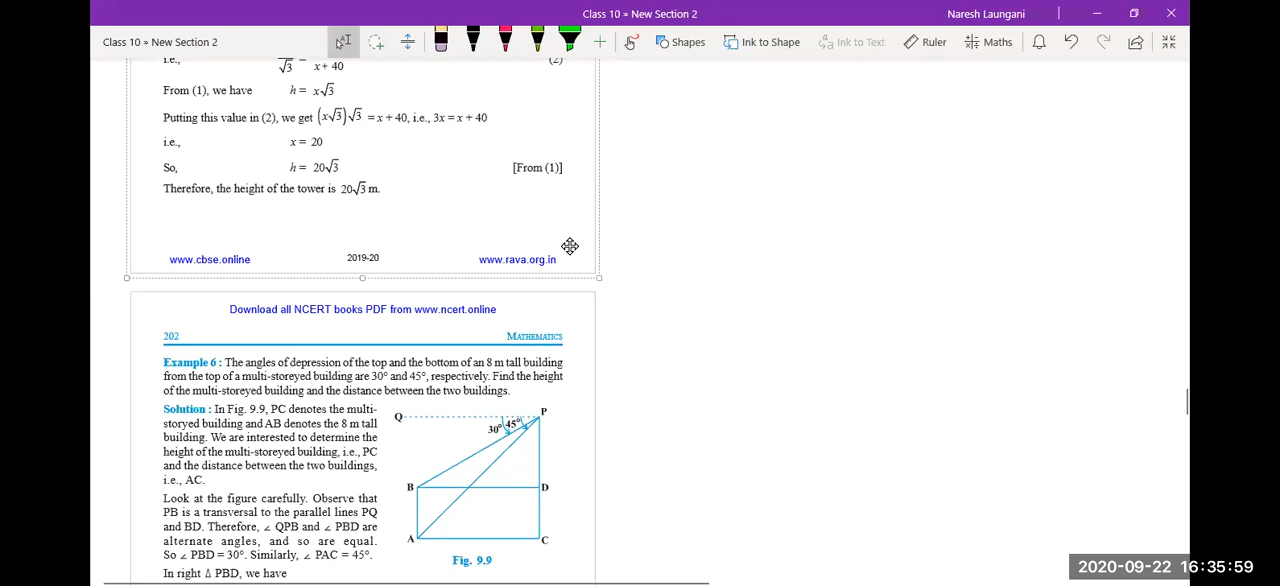 Class 10 » New Section 2
Naresh Laungani
Class 10 » New Section 2
Shapes
Ink to Shape
Ink to Text
Ruler
Maths
i.e., √3 = x + 40 (2)
From (1), we have h = x√3
Putting this value in (2), we get (x√3)√3 = x + 40, i.e., 3x = x + 40
i.e., x = 20
So, h = 20√3 [From (1)]
Therefore, the height of the tower is 20√3 m.
www.cbse.online 2019-20 www.rava.org.in
Download all NCERT books PDF from www.ncert.online
202 MATHEMATICS
Example 6 : The angles of depression of the top and the bottom of an 8 m tall building
from the top of a multi-storeyed building are 30° and 45°, respectively. Find the height
of the multi-storeyed building and the distance between the two buildings.
Solution : In Fig. 9.9, PC denotes the multi-
storyed building and AB denotes the 8 m tall
building. We are interested to determine the
height of the multi-storeyed building, i.e., PC
and the distance between the two buildings,
i.e., AC.
Look at the figure carefully. Observe that
PB is a transversal to the parallel lines PQ
and BD. Therefore, ∠ QPB and ∠ PBD are
alternate angles, and so are equal.
So ∠ PBD = 30°. Similarly, ∠ PAC = 45°.
In right Δ PBD, we have
Q P
30° 45°
B D
A C
Fig. 9.9
2020-09-22 16:35:59